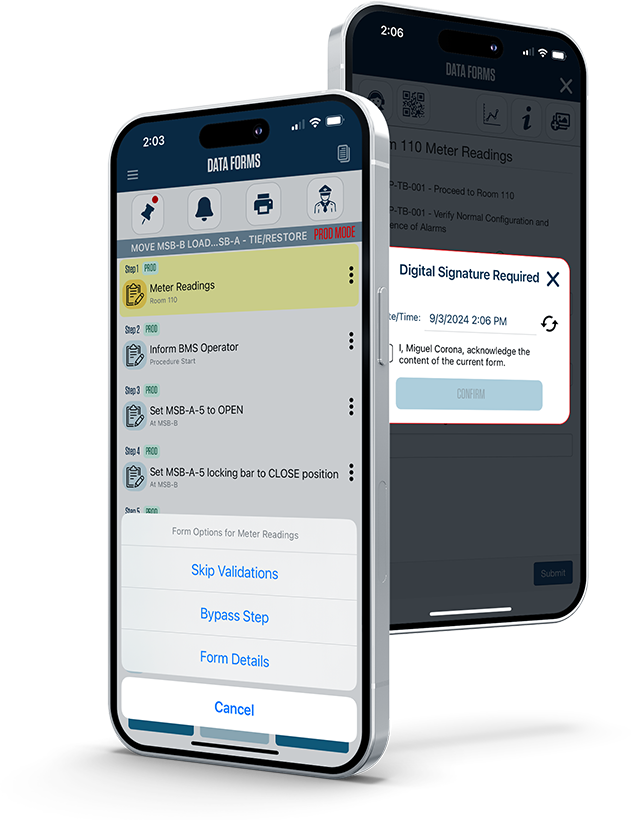 2:03
DATA FORMS
MOVE MSB-B LOAD...SB-A - TIE/RESTORE PROD MODE
Step 1 PROD
Meter Readings
Room 110
Step 2 PROD
Inform BMS Operator
Procedure Start
Step 3 PROD
Set MSB-A-5 to OPEN
At MSB-B
Step 4 PROD
Set MSB-A-5 locking bar to CLOSE position
At MSB-B
Step 5 PROD
Form Options for Meter Readings
Skip Validations
Bypass Step
Form Details
Cancel
2:06
DATA FORMS
110 Meter Readings
-TB-001 - Proceed to Room 110
-TB-001 - Verify Normal Configuration and
of Alarms
Digital Signature Required
9/3/2024 2:06 PM
I, Miguel Corona, acknowledge the
content of the current form.
CONFIRM
Submit